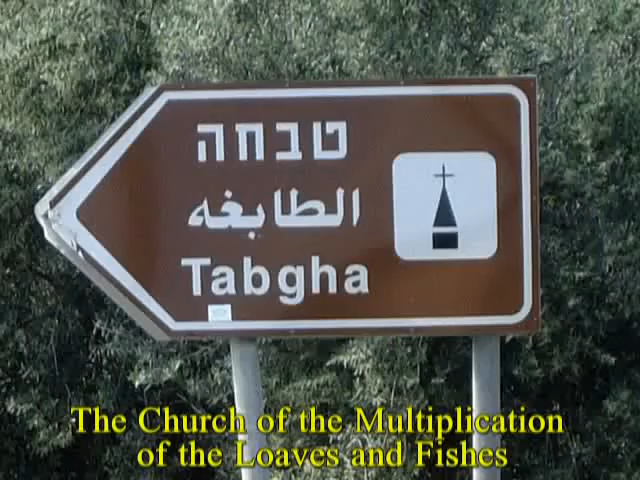 טבחה
الطابغه
Tabgha
The Church of the Multiplication
of the Loaves and Fishes